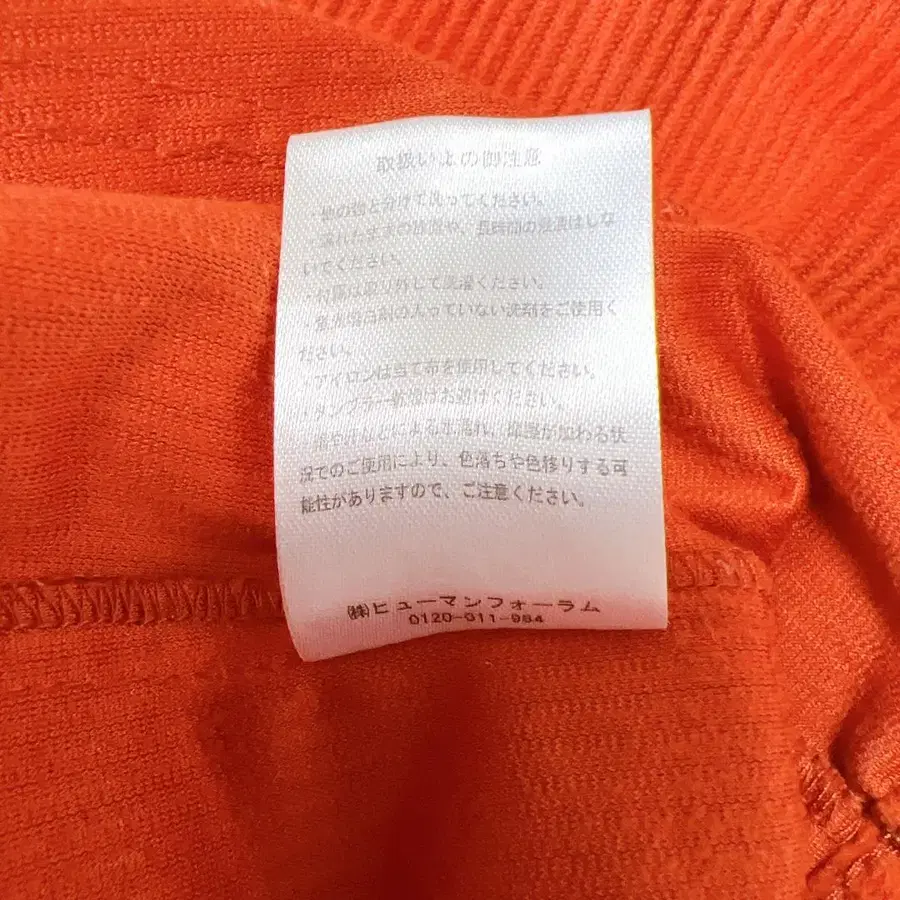 取扱い上の御注意
・他の物と分けて洗ってください。
・濡れたままの放置や、長時間の浸漬はしな
いてください。
・付属は取り外して洗濯ください。
・蛍光増白剤の入っていない洗剤をご使用く
ださい。
・アイロンは当て布を使用してください。
・タンブラー乾燥はお避けください。
・汗などによる水濡れ、摩擦が加わる状
況でのご使用により、色落ちや色移りする可
能性がありますので、ご注意ください。
㈱ヒューマンフォーラム
0120-011-984